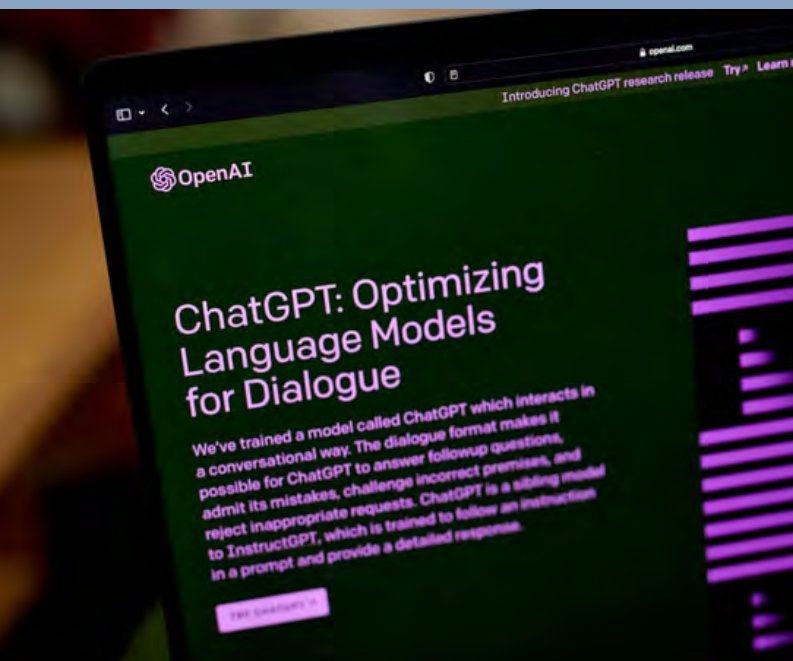 openai.com
Introducing ChatGPT research release Try↗ Learn
OpenAI
ChatGPT: Optimizing
Language Models
for Dialogue
We've trained a model called ChatGPT which interacts in
a conversational way. The dialogue format makes it
possible for ChatGPT to answer followup questions,
admit its mistakes, challenge incorrect premises, and
reject inappropriate requests. ChatGPT is a sibling model
to InstructGPT, which is trained to follow an instruction
in a prompt and provide a detailed response.
TRY CHATGPT ↗